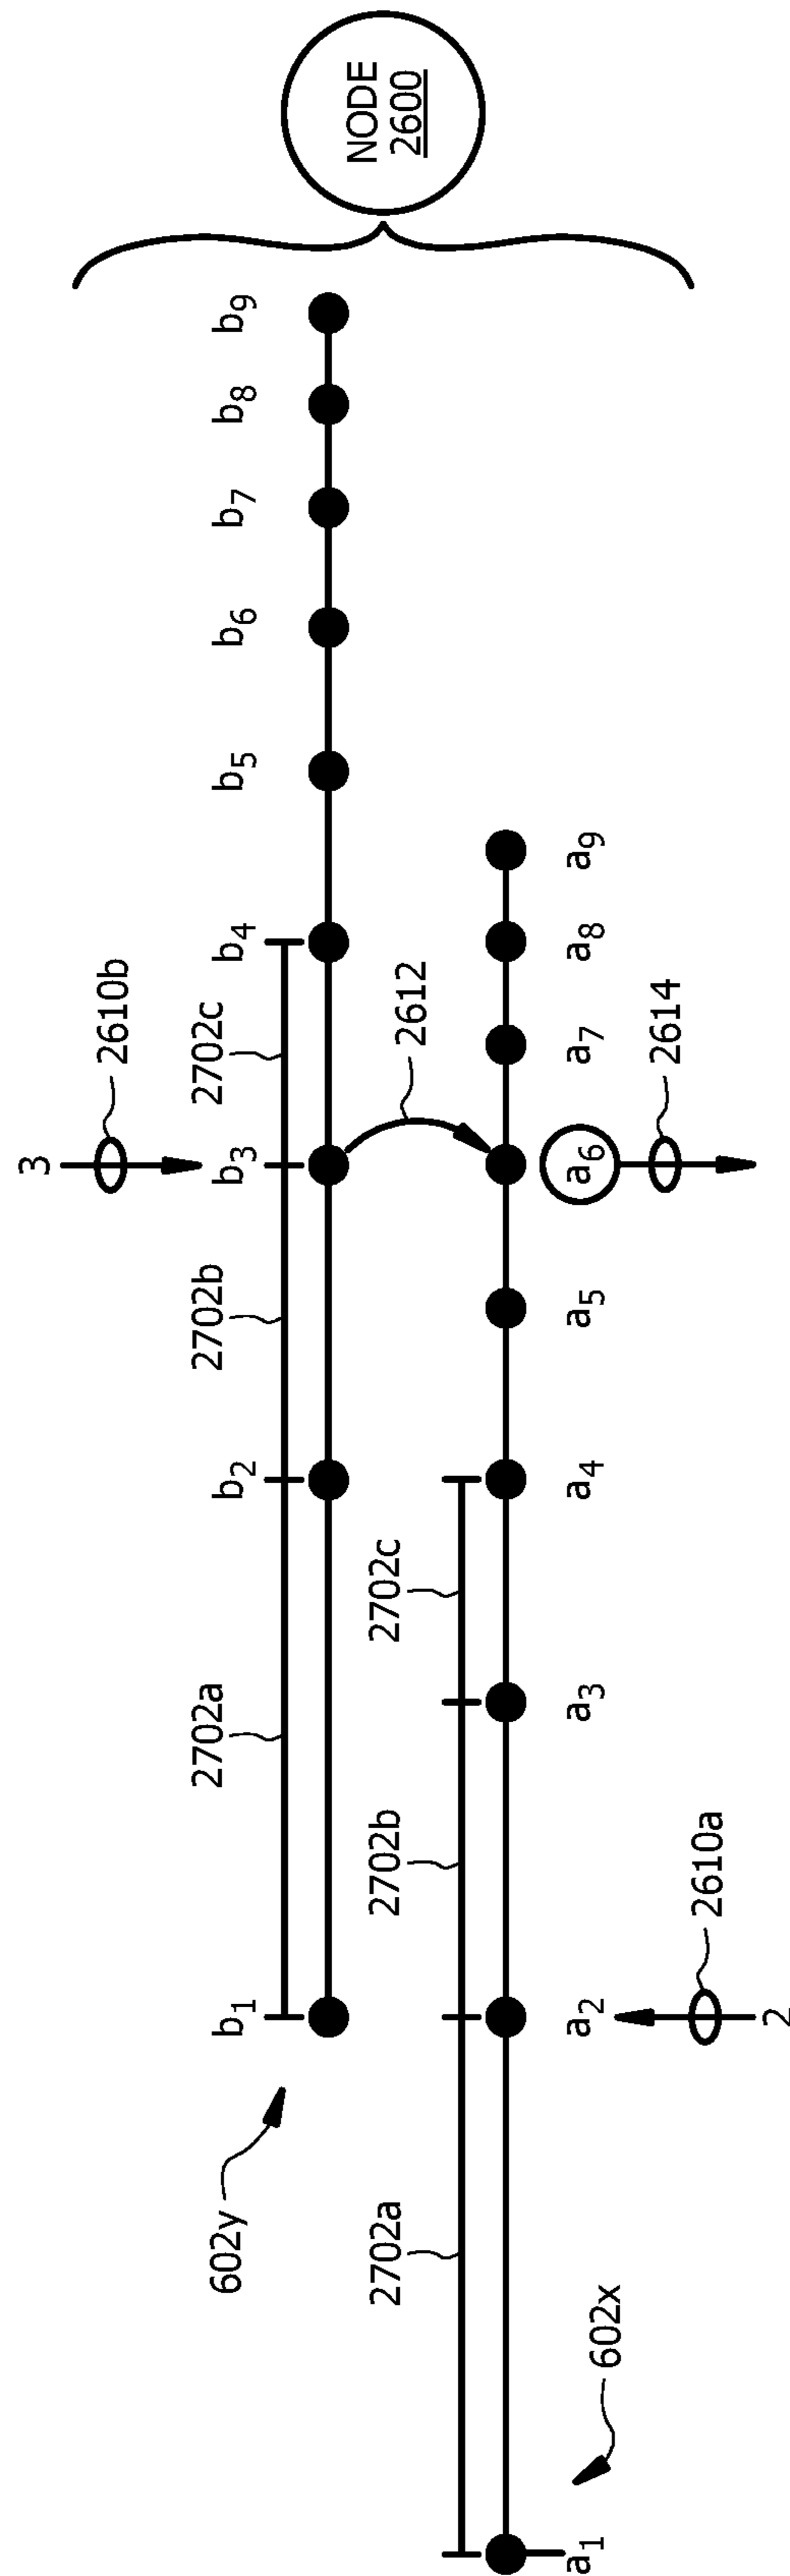 3
2610b
2702a 2702b 2702c
602y b₁ b₂ b₃ b₄ b₅ b₆ b₇ b₈ b₉
NODE
2600
2702a 2702b 2702c 2612
a₁ a₂ a₃ a₄ a₅ a₆ a₇ a₈ a₉
602x
2614
2610a
2